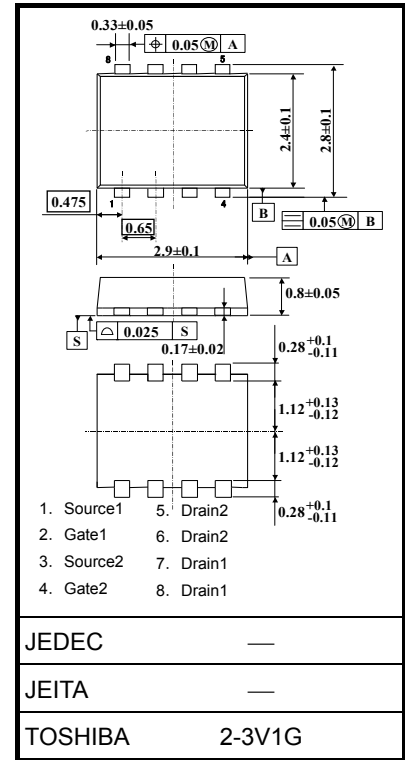 0.33±0.05
⌖ 0.05Ⓜ A
8 5
2.4±0.1
2.8±0.1
0.475
1 4
B
⌯ 0.05Ⓜ B
0.65
2.9±0.1
A
0.8±0.05
S
⌓ 0.025 S
0.17±0.02
0.28 +0.1 -0.11
1.12 +0.13 -0.12
1.12 +0.13 -0.12
0.28 +0.1 -0.11
1. Source1 5. Drain2
2. Gate1 6. Drain2
3. Source2 7. Drain1
4. Gate2 8. Drain1
JEDEC ―
JEITA ―
TOSHIBA 2-3V1G